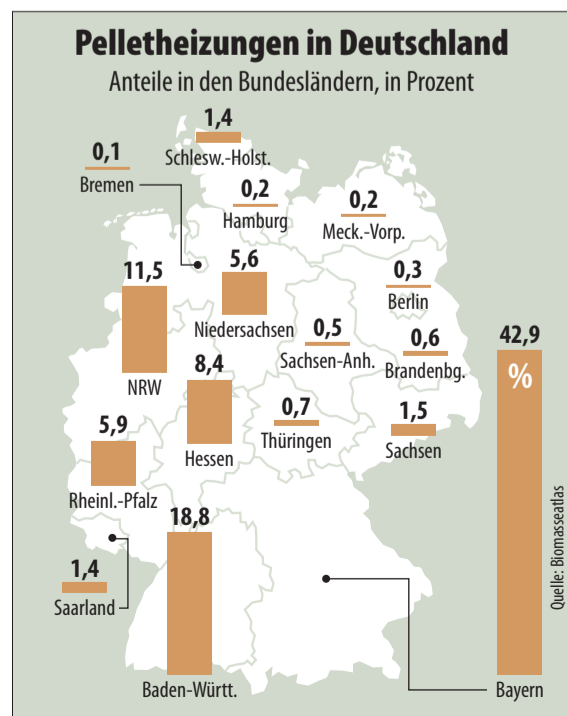 Pelletheizungen in Deutschland
Anteile in den Bundesländern, in Prozent
1,4
Schlesw.-Holst.
0,1
Bremen
0,2
Hamburg
0,2
Meck.-Vorp.
11,5
NRW
5,6
Niedersachsen
0,3
Berlin
0,5
Sachsen-Anh.
0,6
Brandenbg.
42,9
%
Bayern
8,4
Hessen
0,7
Thüringen
1,5
Sachsen
5,9
Rheinl.-Pfalz
18,8
Baden-Württ.
1,4
Saarland
Quelle: Biomasseatlas